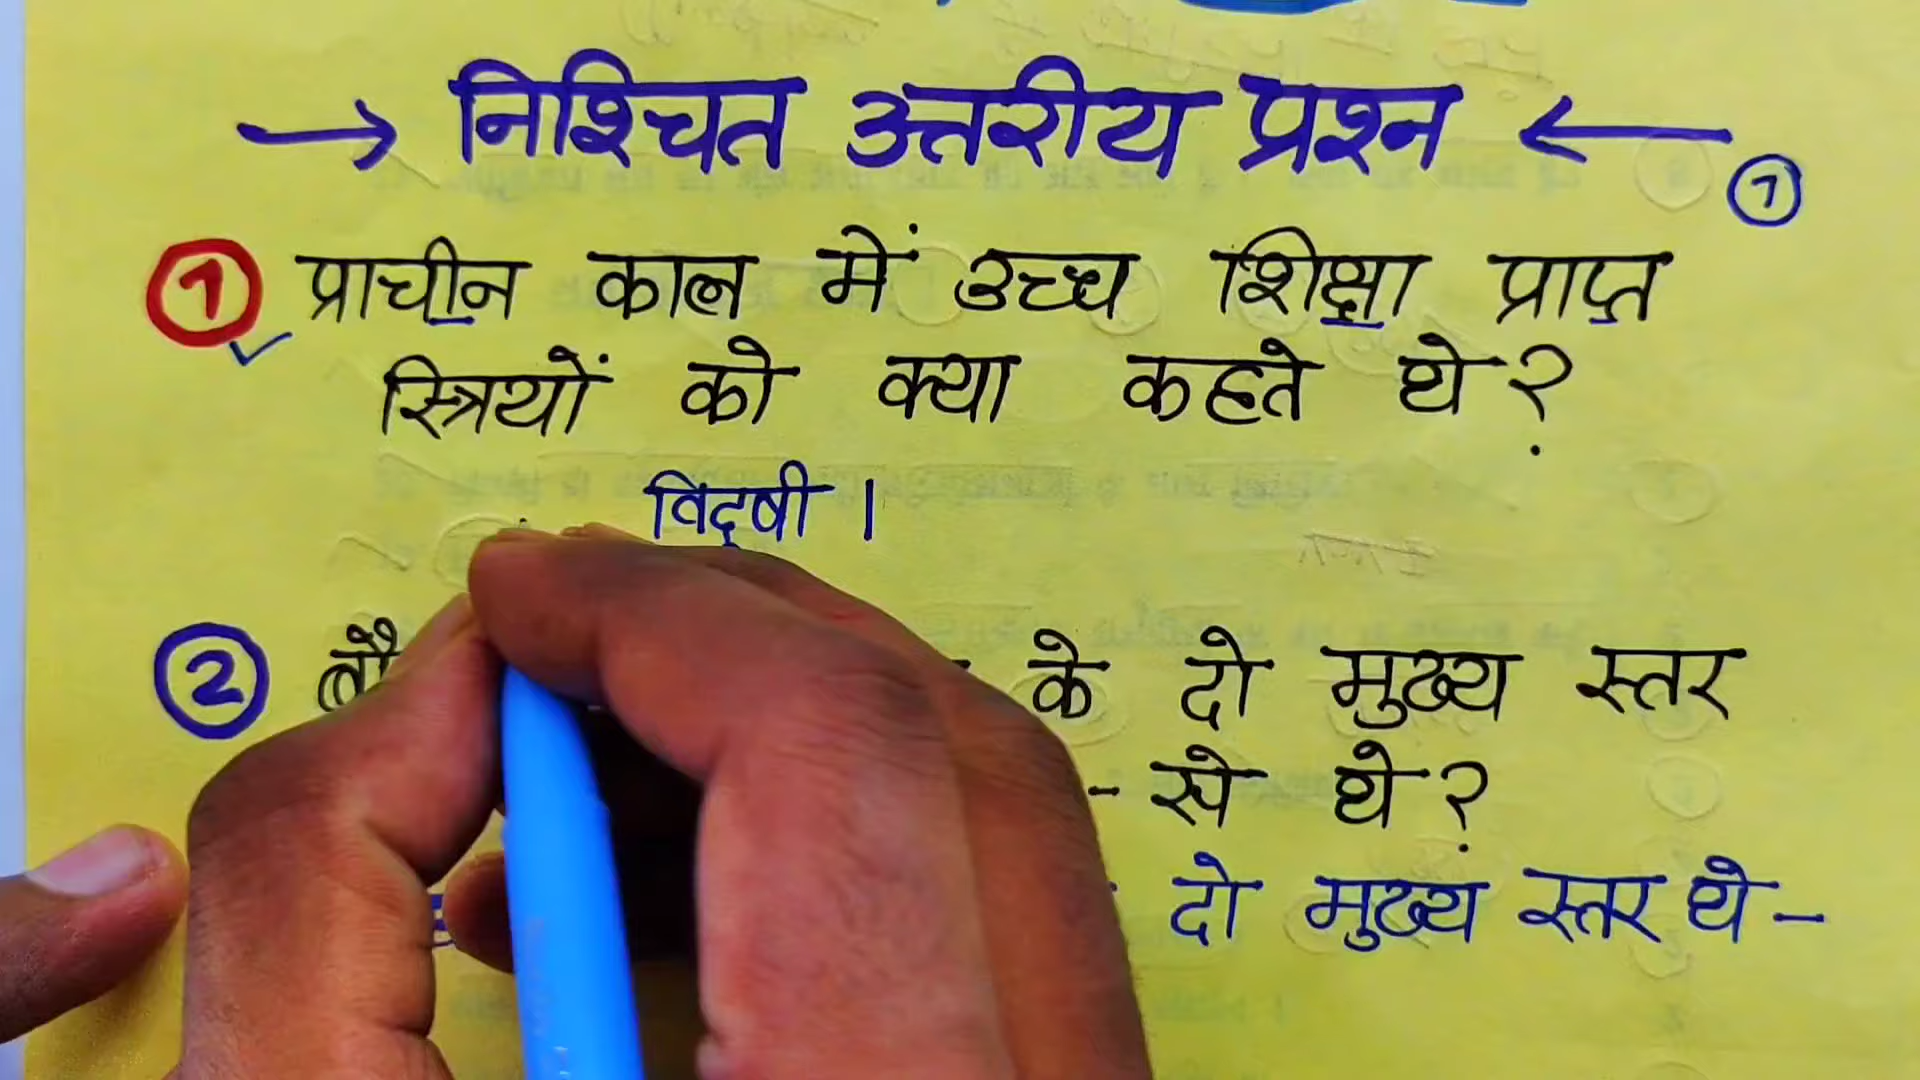 → निश्चित उत्तरीय प्रश्न ←
1
1 प्राचीन काल में उच्च शिक्षा प्राप्त
स्त्रियों को क्या कहते थे?
विदूषी ।
2 के दो मुख्य स्तर
से थे?
दो मुख्य स्तर थे -